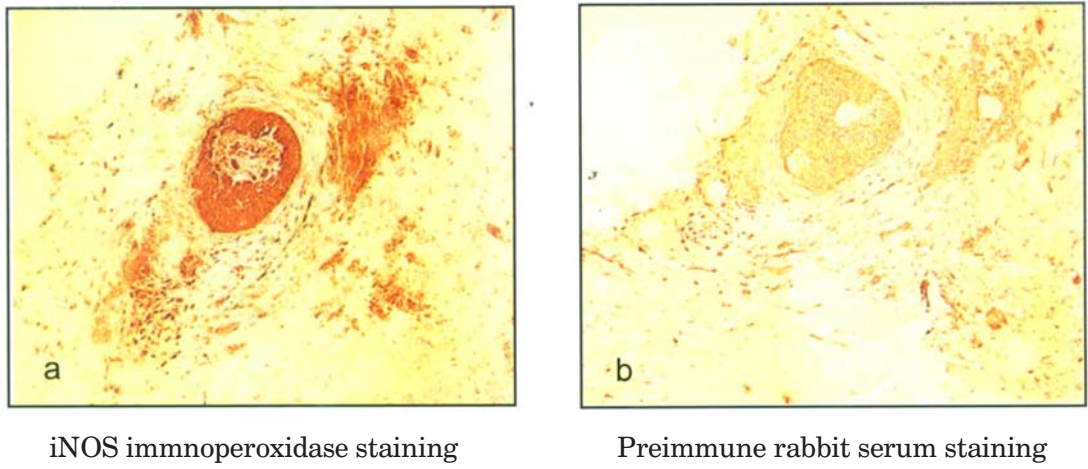 a
b
iNOS immnoperoxidase staining
Preimmune rabbit serum staining